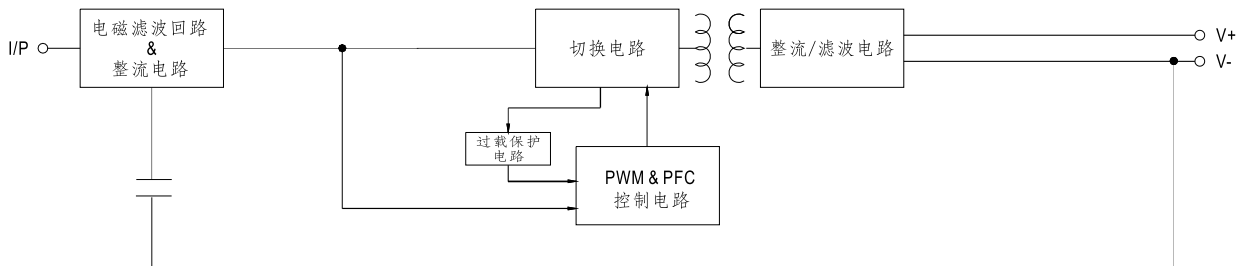 I/P
电磁滤波回路
&
整流电路
切换电路
整流/滤波电路
V+
V-
过载保护
电路
PWM & PFC
控制电路